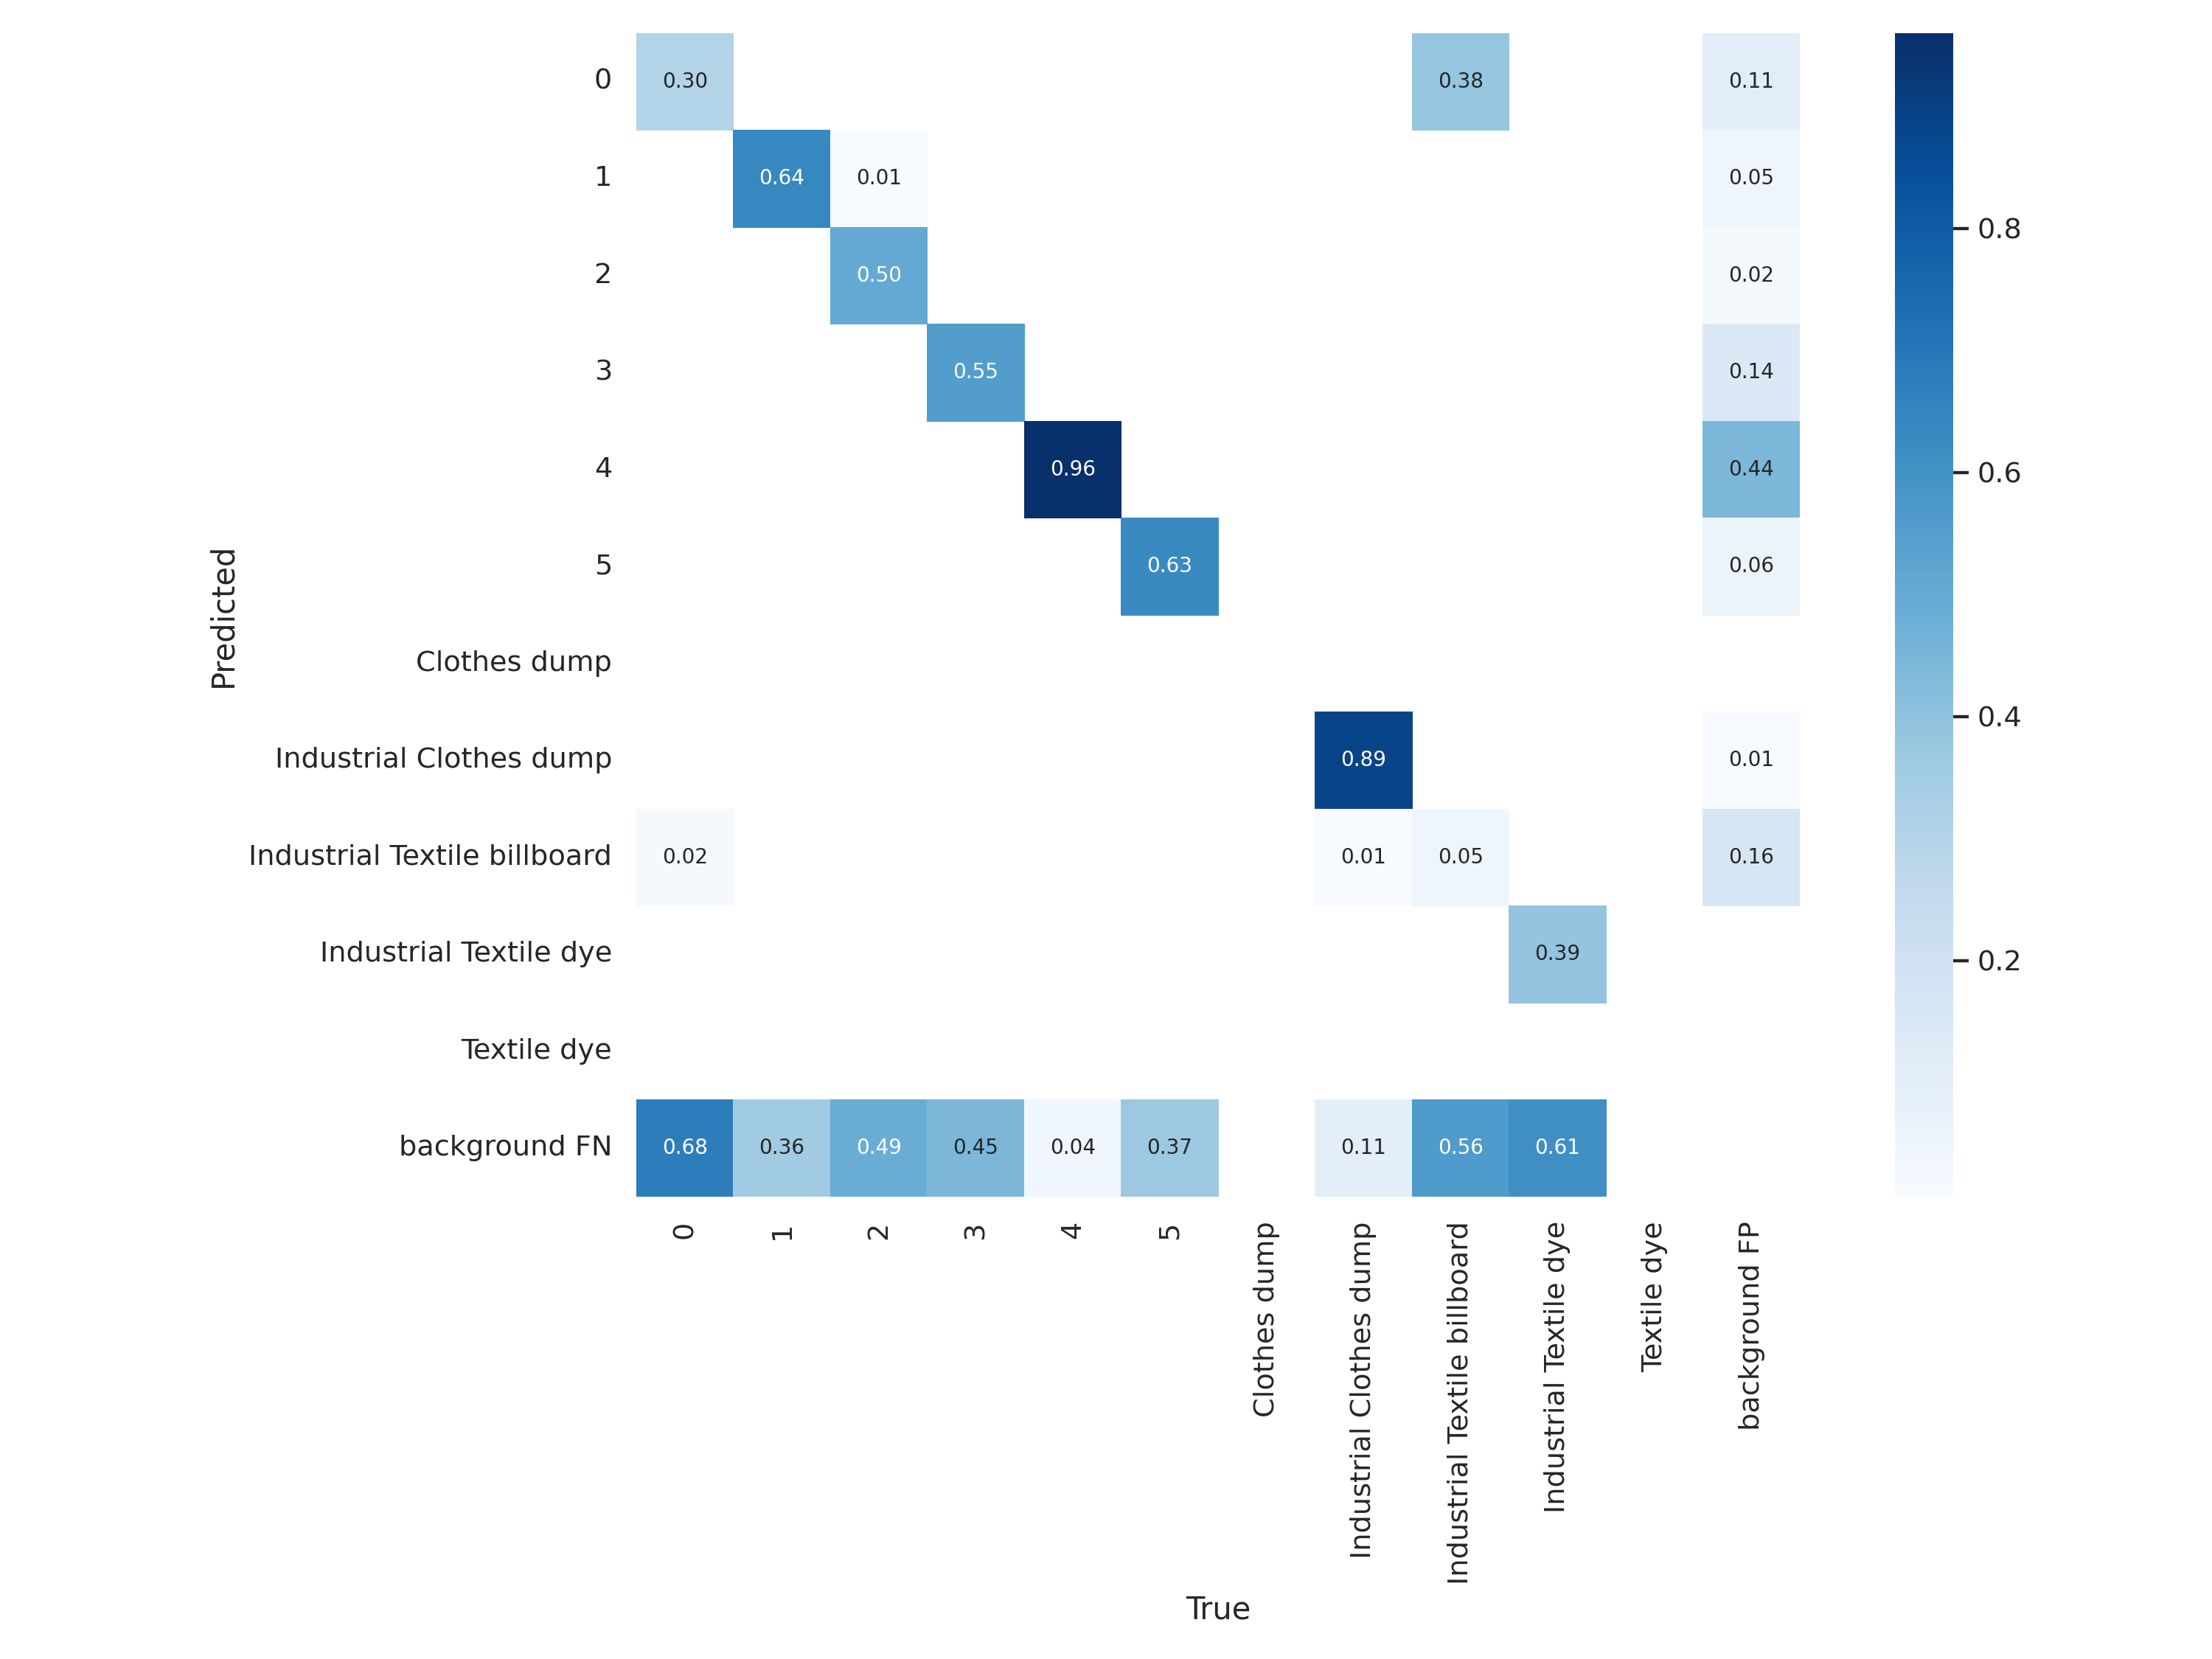 0 0.30 0.38 0.11
1 0.64 0.01 0.05
0.8
2 0.50 0.02
3 0.55 0.14
4 0.96 0.44
0.6
5 0.63 0.06
Predicted
Clothes dump
0.4
Industrial Clothes dump 0.89 0.01
Industrial Textile billboard 0.02 0.01 0.05 0.16
Industrial Textile dye 0.39
0.2
Textile dye
background FN 0.68 0.36 0.49 0.45 0.04 0.37 0.11 0.56 0.61
0
1
2
3
4
5
Clothes dump
Industrial Clothes dump
Industrial Textile billboard
Industrial Textile dye
Textile dye
background FP
True